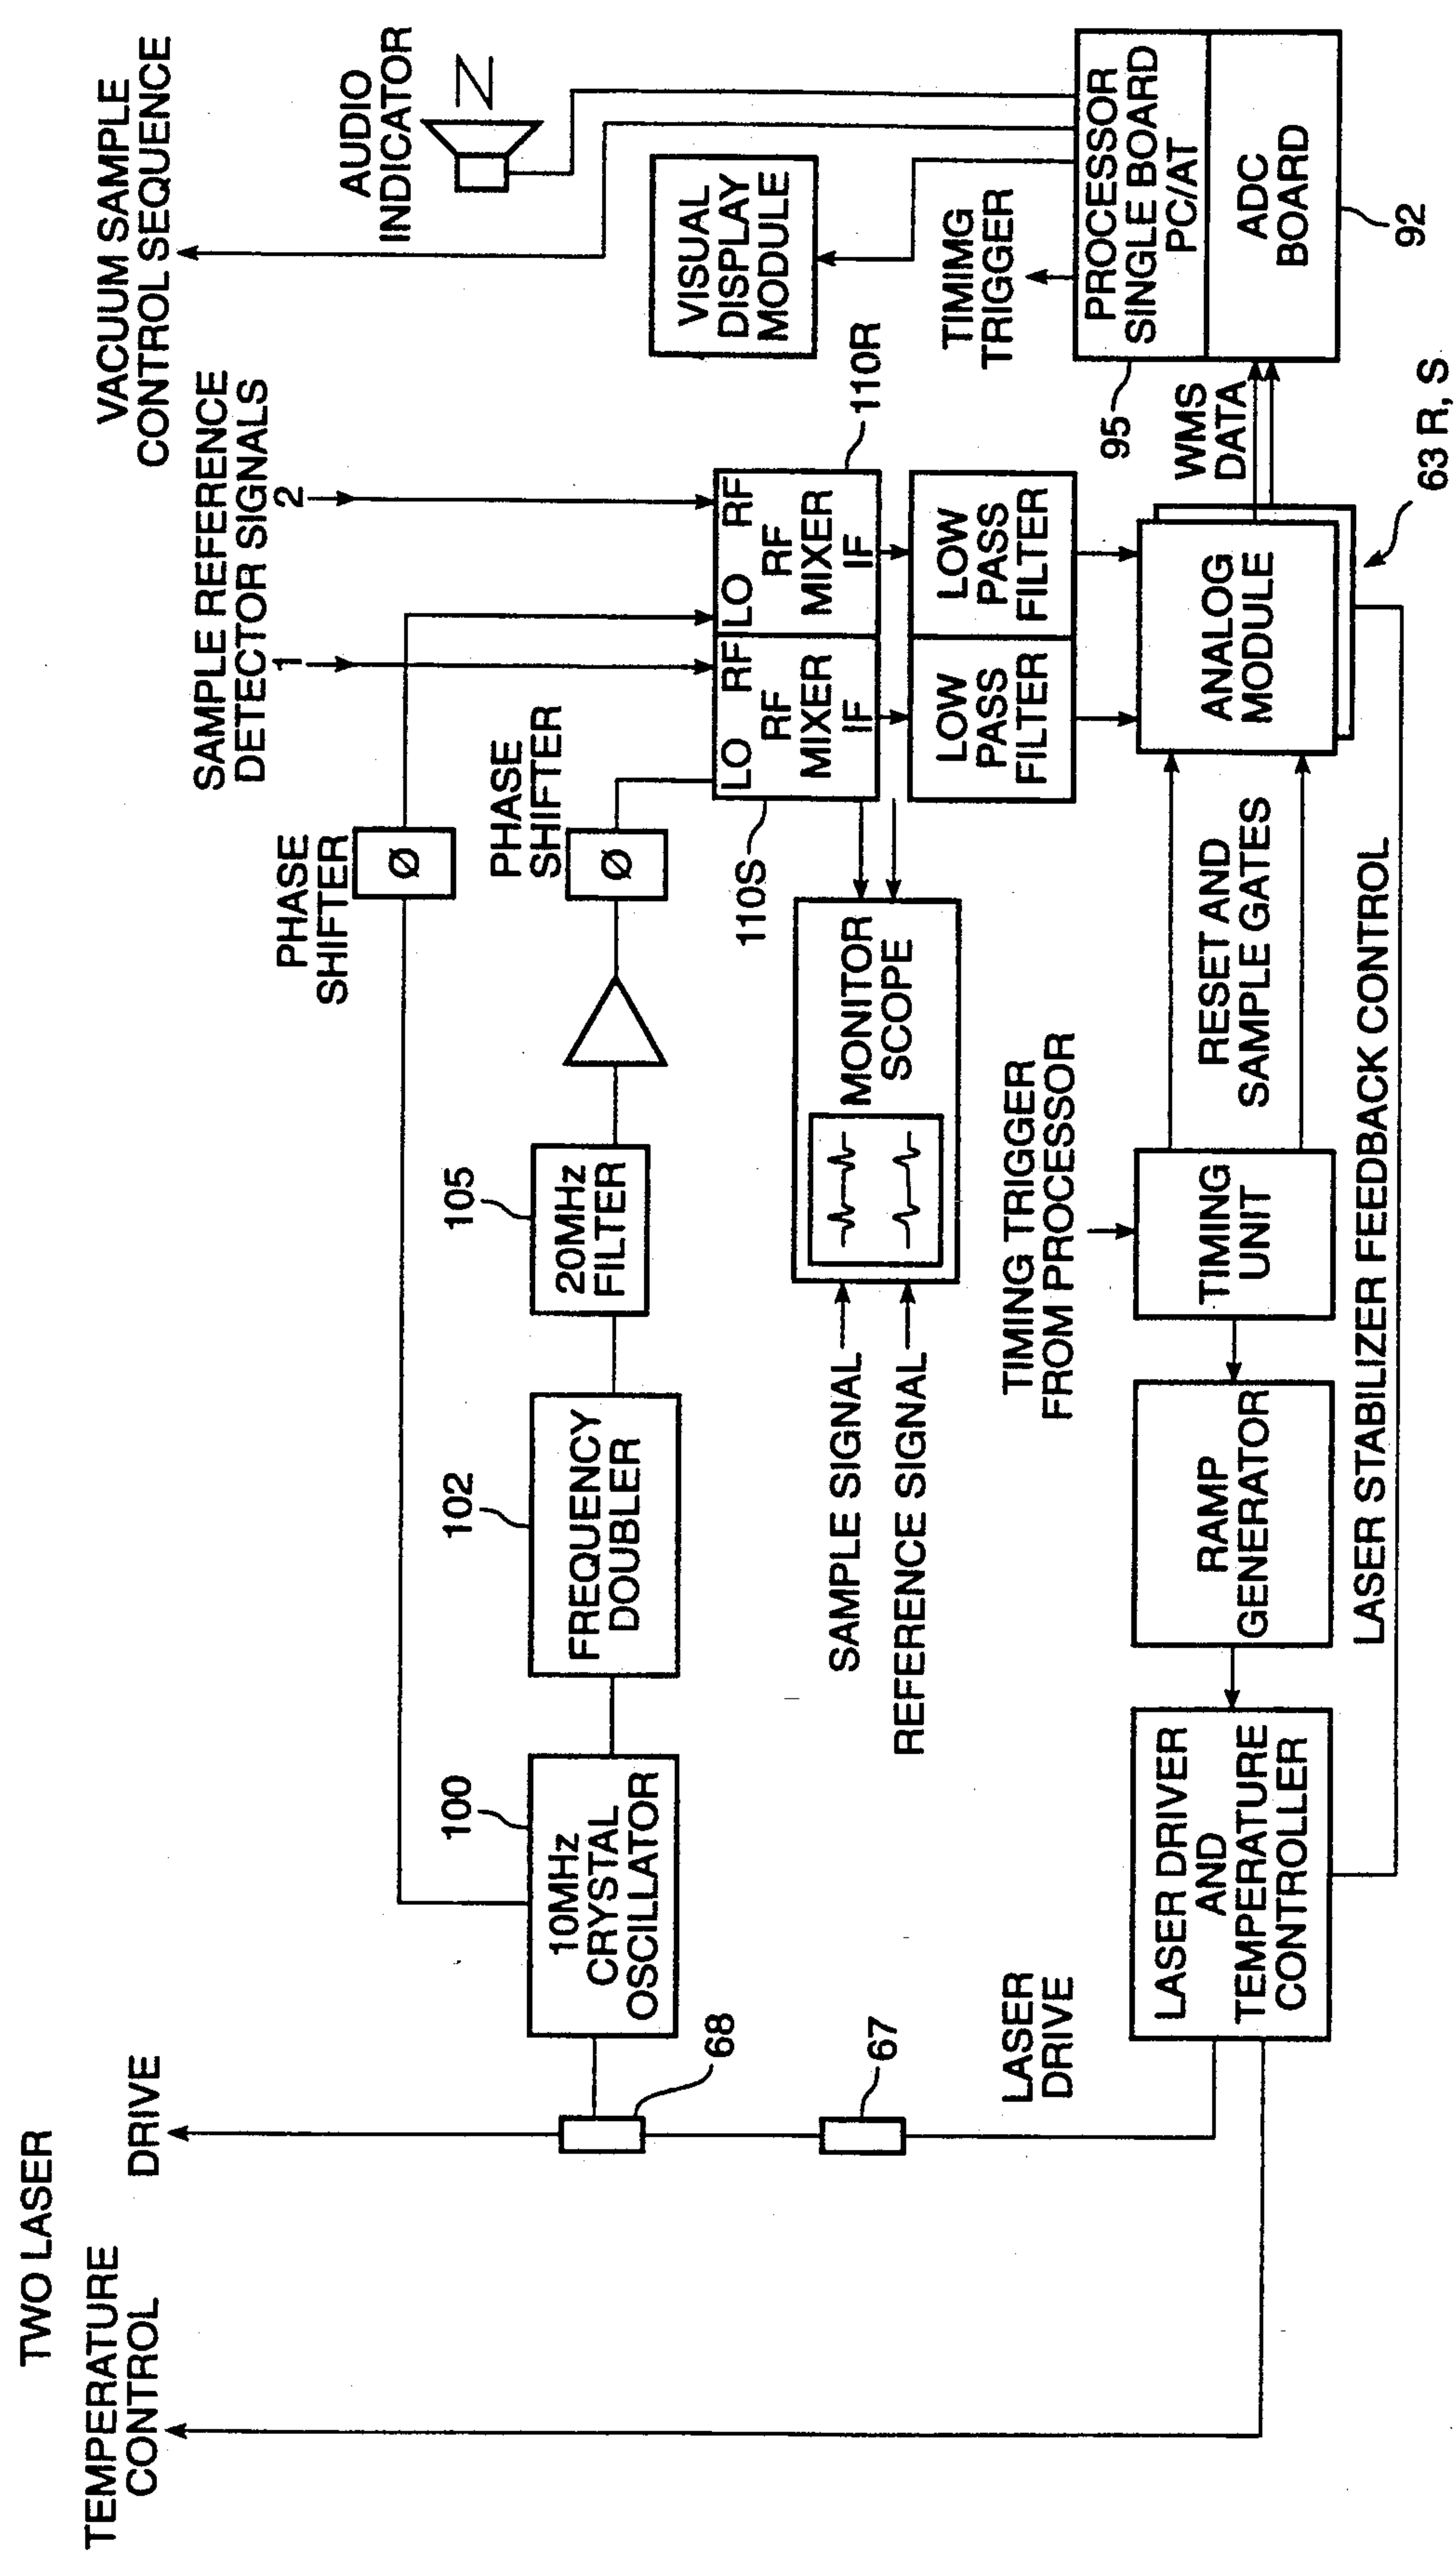 TWO LASER
TEMPERATURE
CONTROL
DRIVE
VACUUM SAMPLE
CONTROL SEQUENCE
SAMPLE REFERENCE
DETECTOR SIGNALS
1
2
AUDIO
INDICATOR
PHASE
SHIFTER
Ø
PHASE
SHIFTER
Ø
100
10MHz
CRYSTAL
OSCILLATOR
102
FREQUENCY
DOUBLER
105
20MHz
FILTER
68
67
LASER
DRIVE
110S
LO RF
RF
MIXER
IF
LO RF
RF
MIXER
IF
110R
VISUAL
DISPLAY
MODULE
MONITOR
SCOPE
SAMPLE SIGNAL
REFERENCE SIGNAL
LOW
PASS
FILTER
LOW
PASS
FILTER
TIMIMG
TRIGGER
TIMING TRIGGER
FROM PROCESSOR
LASER DRIVER
AND
TEMPERATURE
CONTROLLER
RAMP
GENERATOR
TIMING
UNIT
RESET AND
SAMPLE GATES
ANALOG
MODULE
WMS
DATA
95
PROCESSOR
SINGLE BOARD
PC/AT
ADC
BOARD
92
63 R, S
LASER STABILIZER FEEDBACK CONTROL